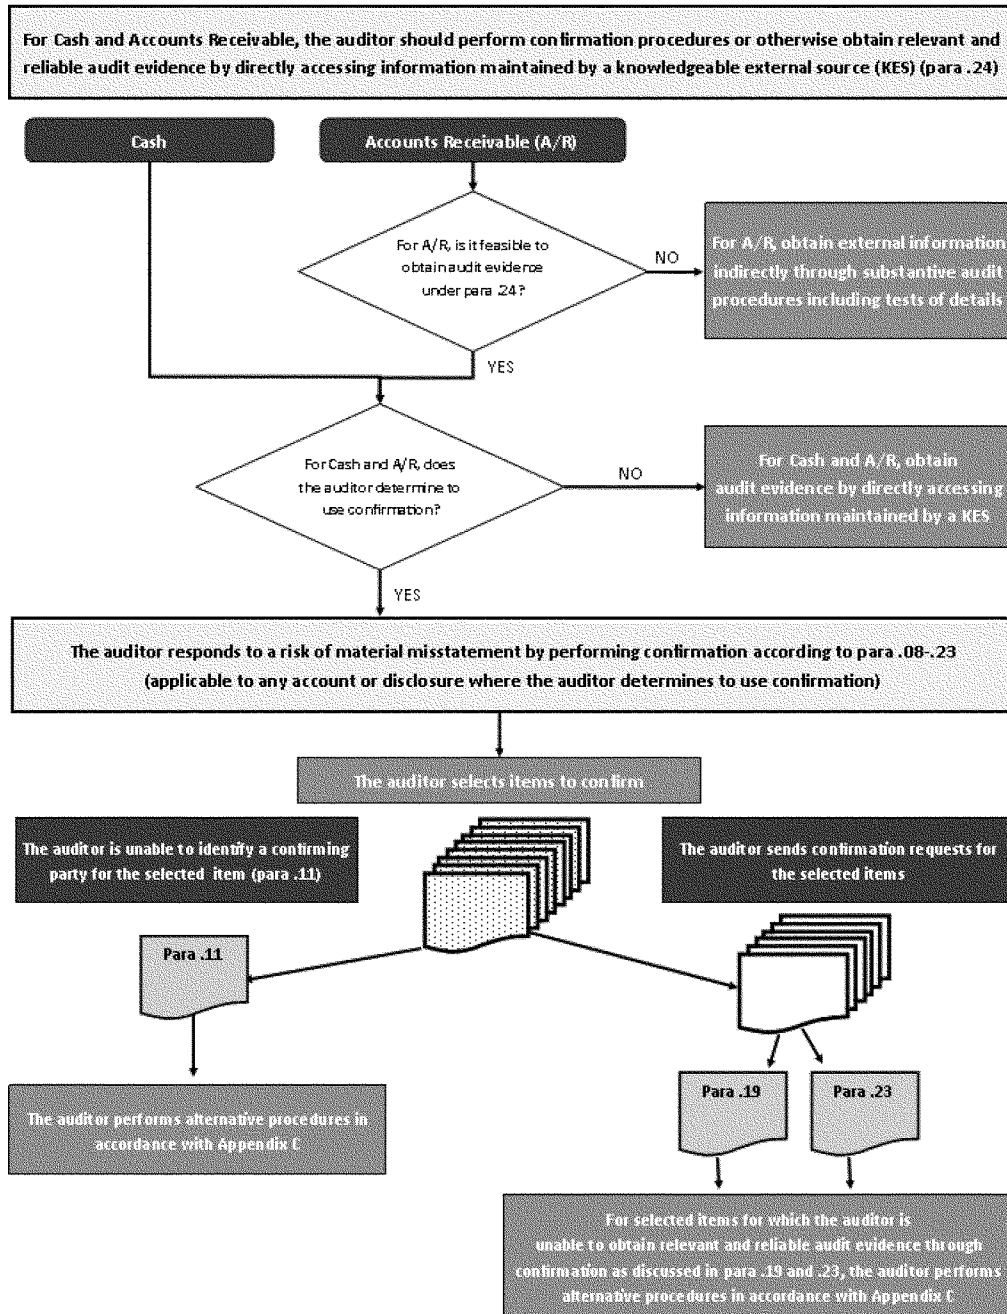 For Cash and Accounts Receivable, the auditor should perform confirmation procedures or otherwise obtain relevant and
reliable audit evidence by directly accessing information maintained by a knowledgeable external source (KES) (para .24)
Cash
Accounts Receivable (A/R)
For A/R, is it feasible to
obtain audit evidence
under para .24?
NO
For A/R, obtain external information
indirectly through substantive audit
procedures including tests of details
YES
For Cash and A/R, does
the auditor determine to
use confirmation?
NO
For Cash and A/R, obtain
audit evidence by directly accessing
information maintained by a KES
YES
The auditor responds to a risk of material misstatement by performing confirmation according to para .08-.23
(applicable to any account or disclosure where the auditor determines to use confirmation)
The auditor selects items to confirm
The auditor is unable to identify a confirming
party for the selected item (para .11)
The auditor sends confirmation requests for
the selected items
Para .11
Para .19
Para .23
The auditor performs alternative procedures in
accordance with Appendix C
For selected items for which the auditor is
unable to obtain relevant and reliable audit evidence through
confirmation as discussed in para .19 and .23, the auditor performs
alternative procedures in accordance with Appendix C